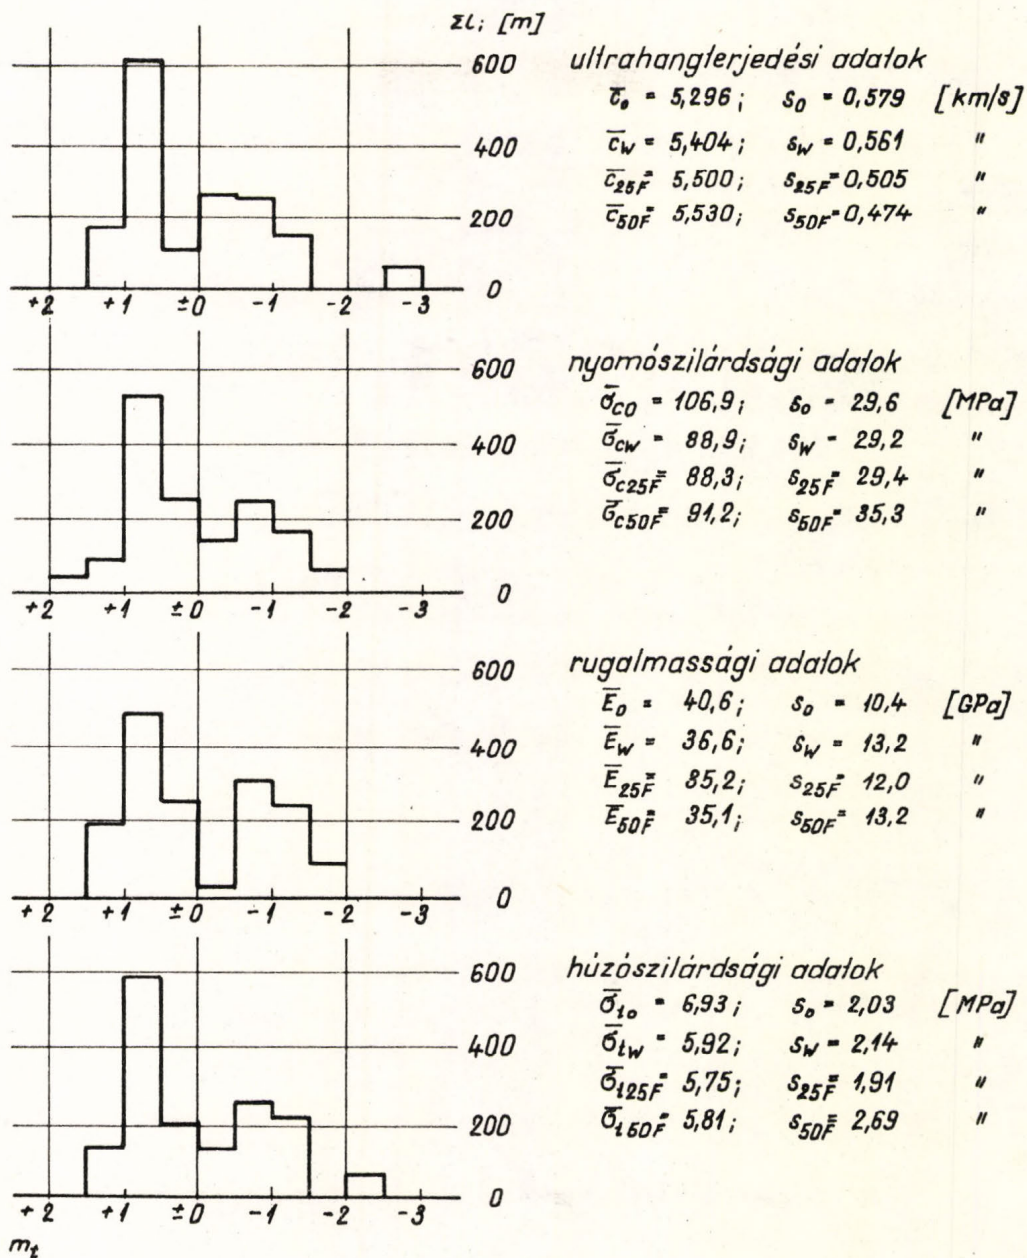 Σl; [m]
600
400
200
0
+2 +1 ±0 -1 -2 -3
ultrahangterjedési adatok
c̄₀ = 5,296; s₀ = 0,579 [km/s]
c̄w = 5,404; sw = 0,561 "
c̄25F = 5,500; s25F = 0,505 "
c̄50F = 5,530; s50F = 0,474 "
600
400
200
0
+2 +1 ±0 -1 -2 -3
nyomószilárdsági adatok
σ̄c0 = 106,9; s₀ = 29,6 [MPa]
σ̄cw = 88,9; sw = 29,2 "
σ̄c25F = 88,3; s25F = 29,4 "
σ̄c50F = 91,2; s50F = 35,3 "
600
400
200
0
+2 +1 ±0 -1 -2 -3
rugalmassági adatok
Ē₀ = 40,6; s₀ = 10,4 [GPa]
Ēw = 36,6; sw = 13,2 "
Ē25F = 35,2; s25F = 12,0 "
Ē50F = 35,1; s50F = 13,2 "
600
400
200
0
+2 +1 ±0 -1 -2 -3
mt
húzószilárdsági adatok
σ̄t0 = 6,93; s₀ = 2,03 [MPa]
σ̄tw = 5,92; sw = 2,14 "
σ̄t25F = 5,75; s25F = 1,91 "
σ̄t50F = 5,81; s50F = 2,69 "